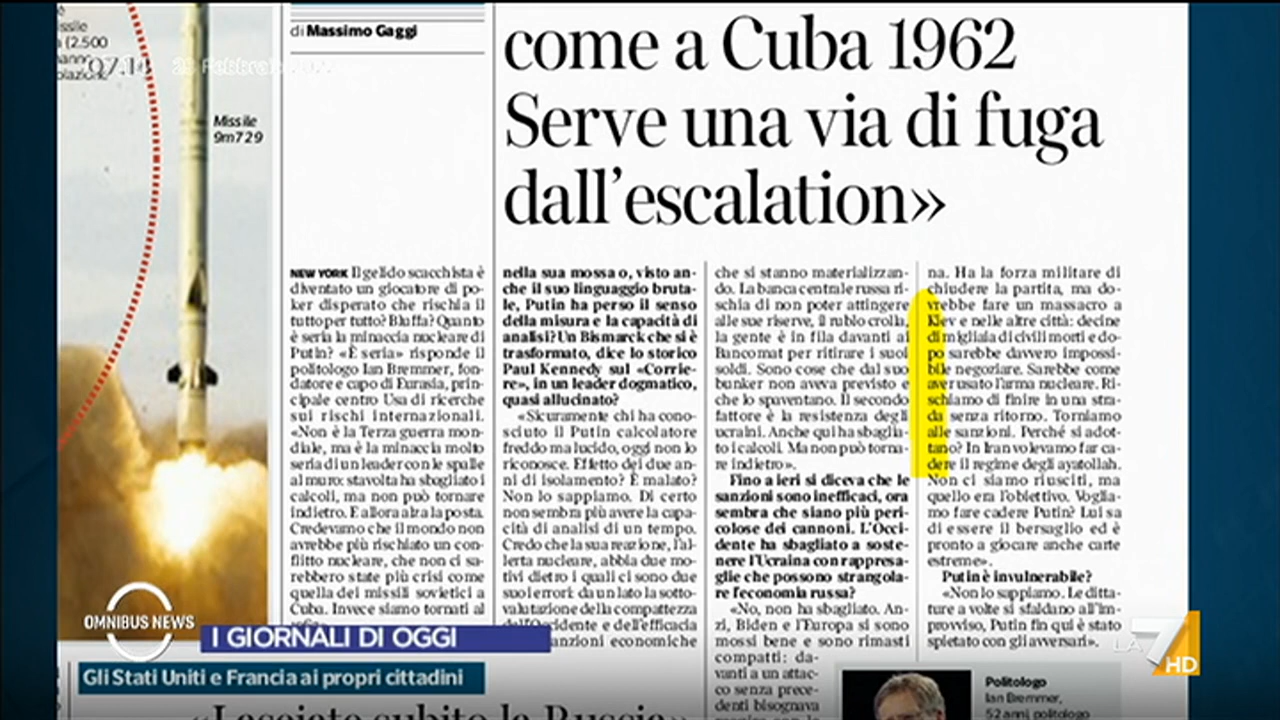 (2.500
07.14
Missile
9m729
di Massimo Gaggi
come a Cuba 1962
Serve una via di fuga
dall'escalation»
NEW YORK Il gelido scacchista è
diventato un giocatore di po-
ker disperato che rischia il
tutto per tutto? Bluffa? Quanto
è seria la minaccia nucleare di
Putin? «È seria» risponde il
politologo Ian Bremmer, fon-
datore e capo di Eurasia, prin-
cipale centro Usa di ricerche
sui rischi internazionali.
«Non è la Terza guerra mon-
diale, ma è la minaccia molto
seria di un leader con le spalle
al muro: stavolta ha sbagliato i
calcoli, ma non può tornare
indietro. E allora alza la posta.
Credevamo che il mondo non
avrebbe più rischiato un con-
flitto nucleare, che non ci sa-
rebbero state più crisi come
quella dei missili sovietici a
Cuba. Invece siamo tornati al
nella sua mossa o, visto an-
che il suo linguaggio bruta-
le, Putin ha perso il senso
della misura e la capacità di
analisi? Un Bismarck che si è
trasformato, dice lo storico
Paul Kennedy sul «Corrie-
re», in un leader dogmatico,
quasi allucinato?
«Sicuramente chi ha cono-
sciuto il Putin calcolatore
freddo ma lucido, oggi non lo
riconosce. Effetto dei due an-
ni di isolamento? È malato?
Non lo sappiamo. Di certo
non sembra più avere la capa-
cità di analisi di un tempo.
Credo che la sua reazione, l'al-
lerta nucleare, abbia due mo-
tivi dietro i quali ci sono due
suoi errori: da un lato la sotto-
valutazione della compattezza
dell'Occidente e dell'efficacia
sanzioni economiche
che si stanno materializzan-
do. La banca centrale russa ri-
schia di non poter attingere
alle sue riserve, il rublo crolla,
la gente è in fila davanti ai
Bancomat per ritirare i suoi
soldi. Sono cose che dal suo
bunker non aveva previsto e
che lo spaventano. Il secondo
fattore è la resistenza degli
ucraini. Anche qui ha sbaglia-
to i calcoli. Ma non può torna-
re indietro».
Fino a ieri si diceva che le
sanzioni sono inefficaci, ora
sembra che siano più peri-
colose dei cannoni. L'Occi-
dente ha sbagliato a soste-
nere l'Ucraina con rappresa-
glie che possono strangola-
re l'economia russa?
«No, non ha sbagliato. An-
zi, Biden e l'Europa si sono
mossi bene e sono rimasti
compatti: da-
vanti a un attac-
co senza prece-
denti bisognava
na. Ha la forza militare di
chiudere la partita, ma do-
vrebbe fare un massacro a
Kiev e nelle altre città: decine
di migliaia di civili morti e do-
po sarebbe davvero impossi-
bile negoziare. Sarebbe come
aver usato l'arma nucleare. Ri-
schiamo di finire in una stra-
da senza ritorno. Torniamo
alle sanzioni. Perché si adot-
tano? In Iran volevamo far ca-
dere il regime degli ayatollah.
Non ci siamo riusciti, ma
quello era l'obiettivo. Voglia-
mo fare cadere Putin? Lui sa
di essere il bersaglio ed è
pronto a giocare anche carte
estreme».
Putin è invulnerabile?
«Non lo sappiamo. Le ditta-
ture a volte si sfaldano all'im-
provviso, Putin fin qui è stato
spietato con gli avversari».
OMNIBUS NEWS
I GIORNALI DI OGGI
Gli Stati Uniti e Francia ai propri cittadini
«Lasciate subito la Russia»
Politologo
Ian Bremmer,
52 anni, politologo
LA 7 HD